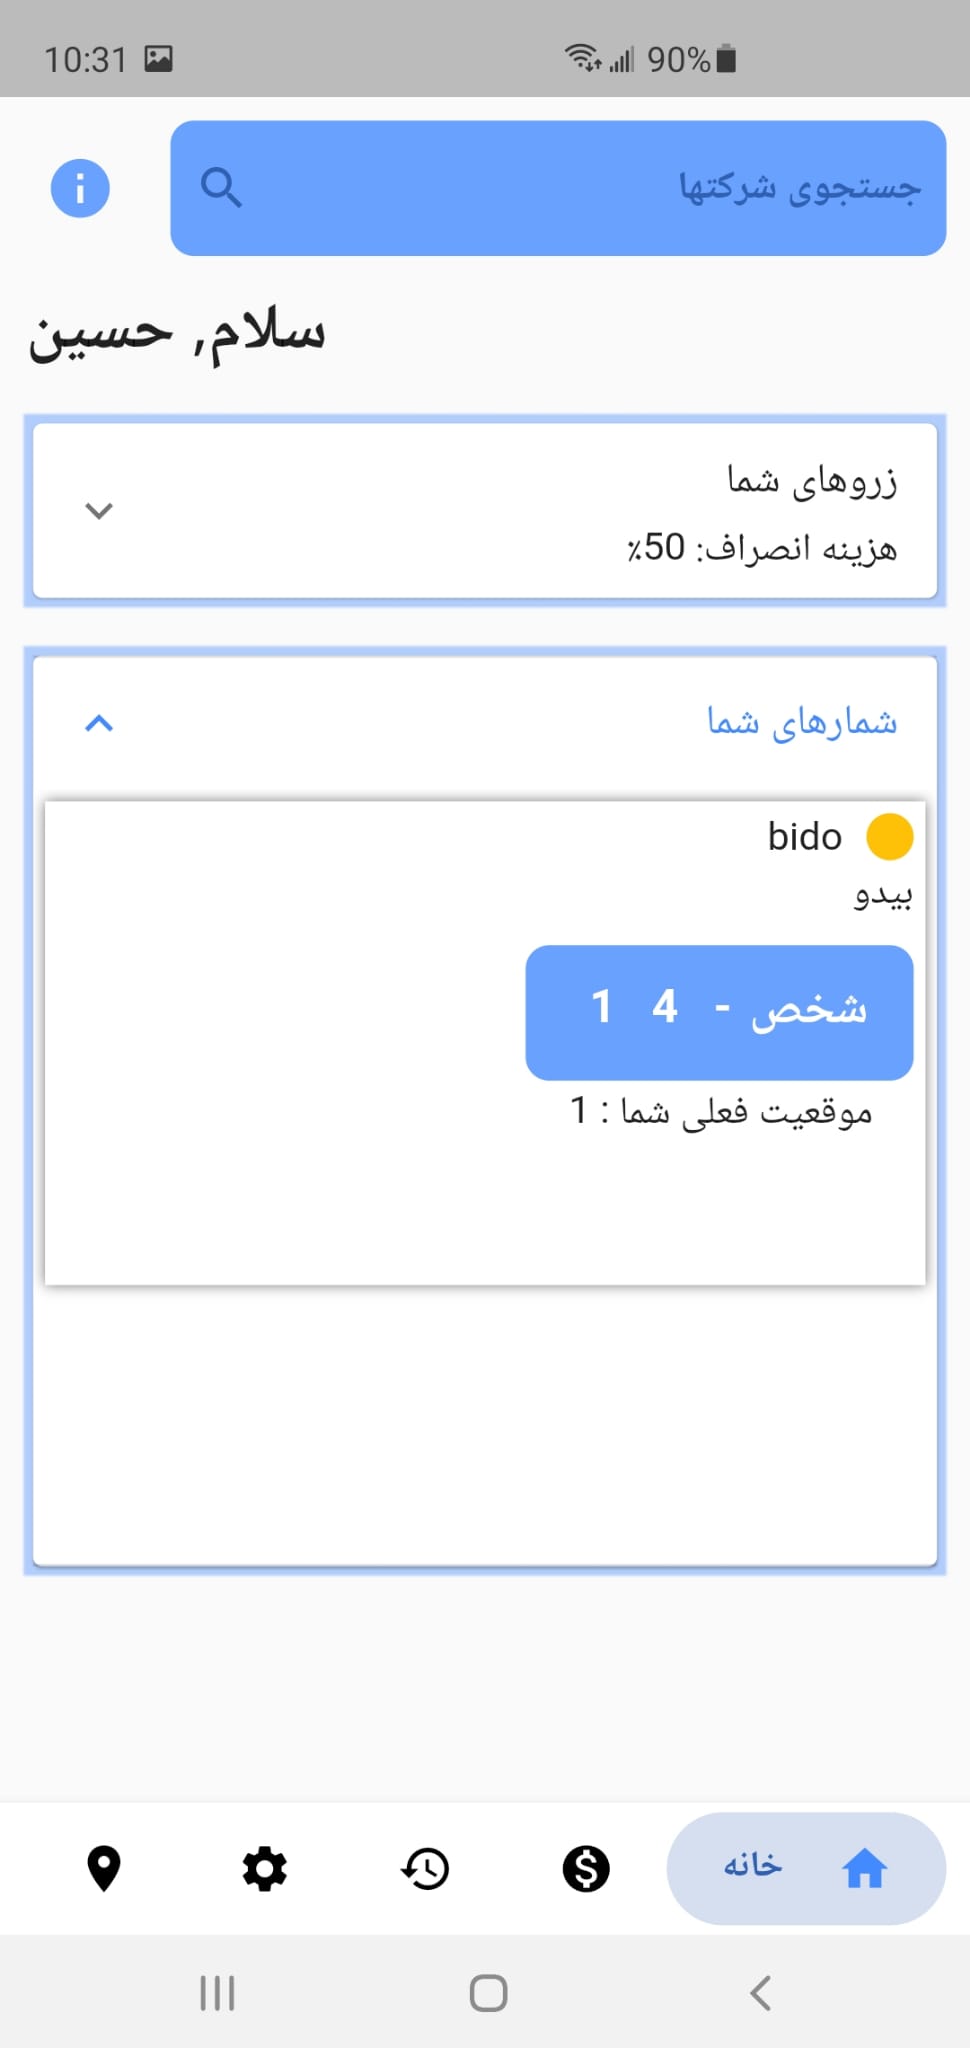 10:31 90%
جستجوی شرکتها
سلام, حسین
زروهای شما
هزینه انصراف: 50٪
شمارهای شما
bido
بیدو
شخص - 4 1
موقعیت فعلی شما : 1
خانه